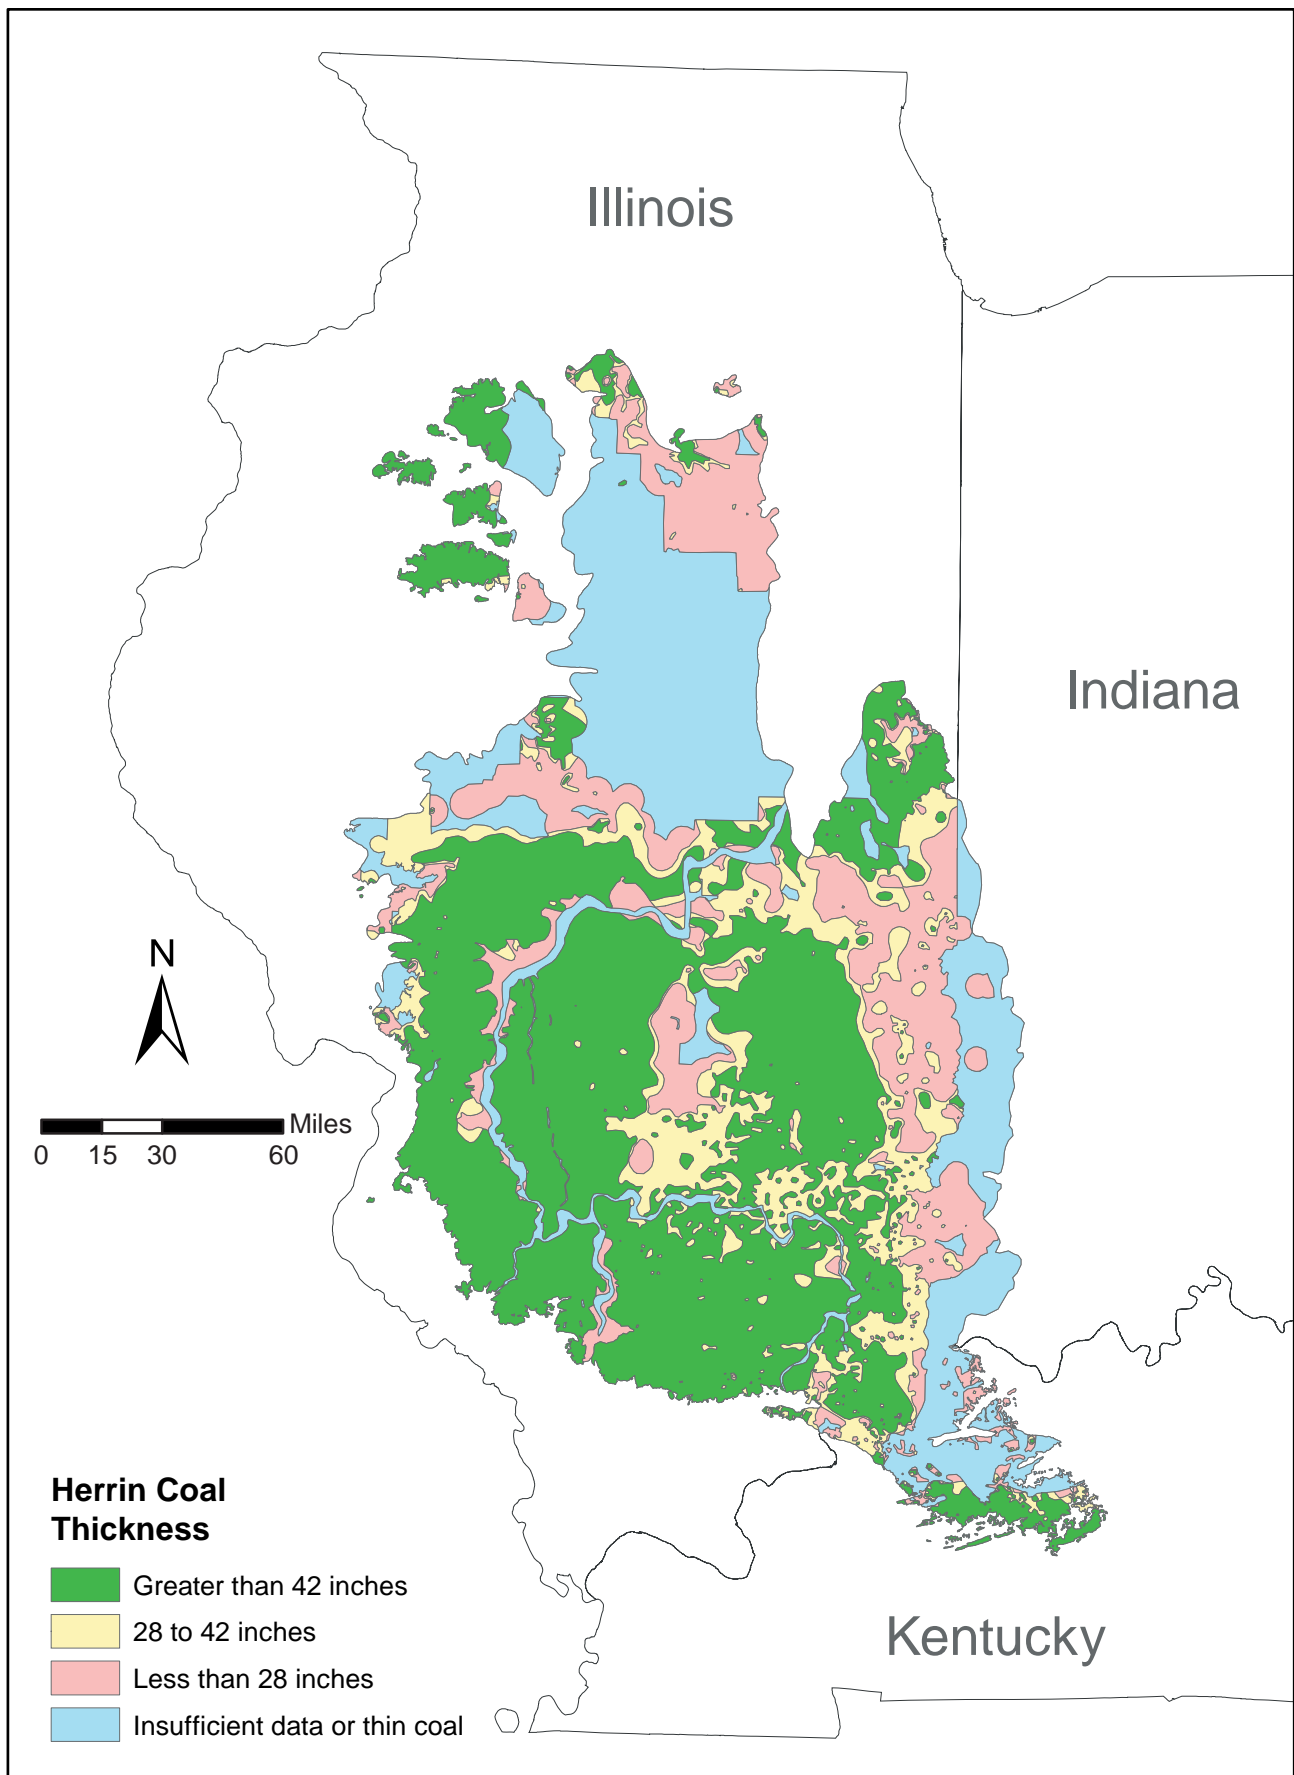 Illinois
Indiana
N
Miles
0 15 30 60
Herrin Coal
Thickness
Greater than 42 inches
28 to 42 inches
Less than 28 inches
Insufficient data or thin coal
Kentucky